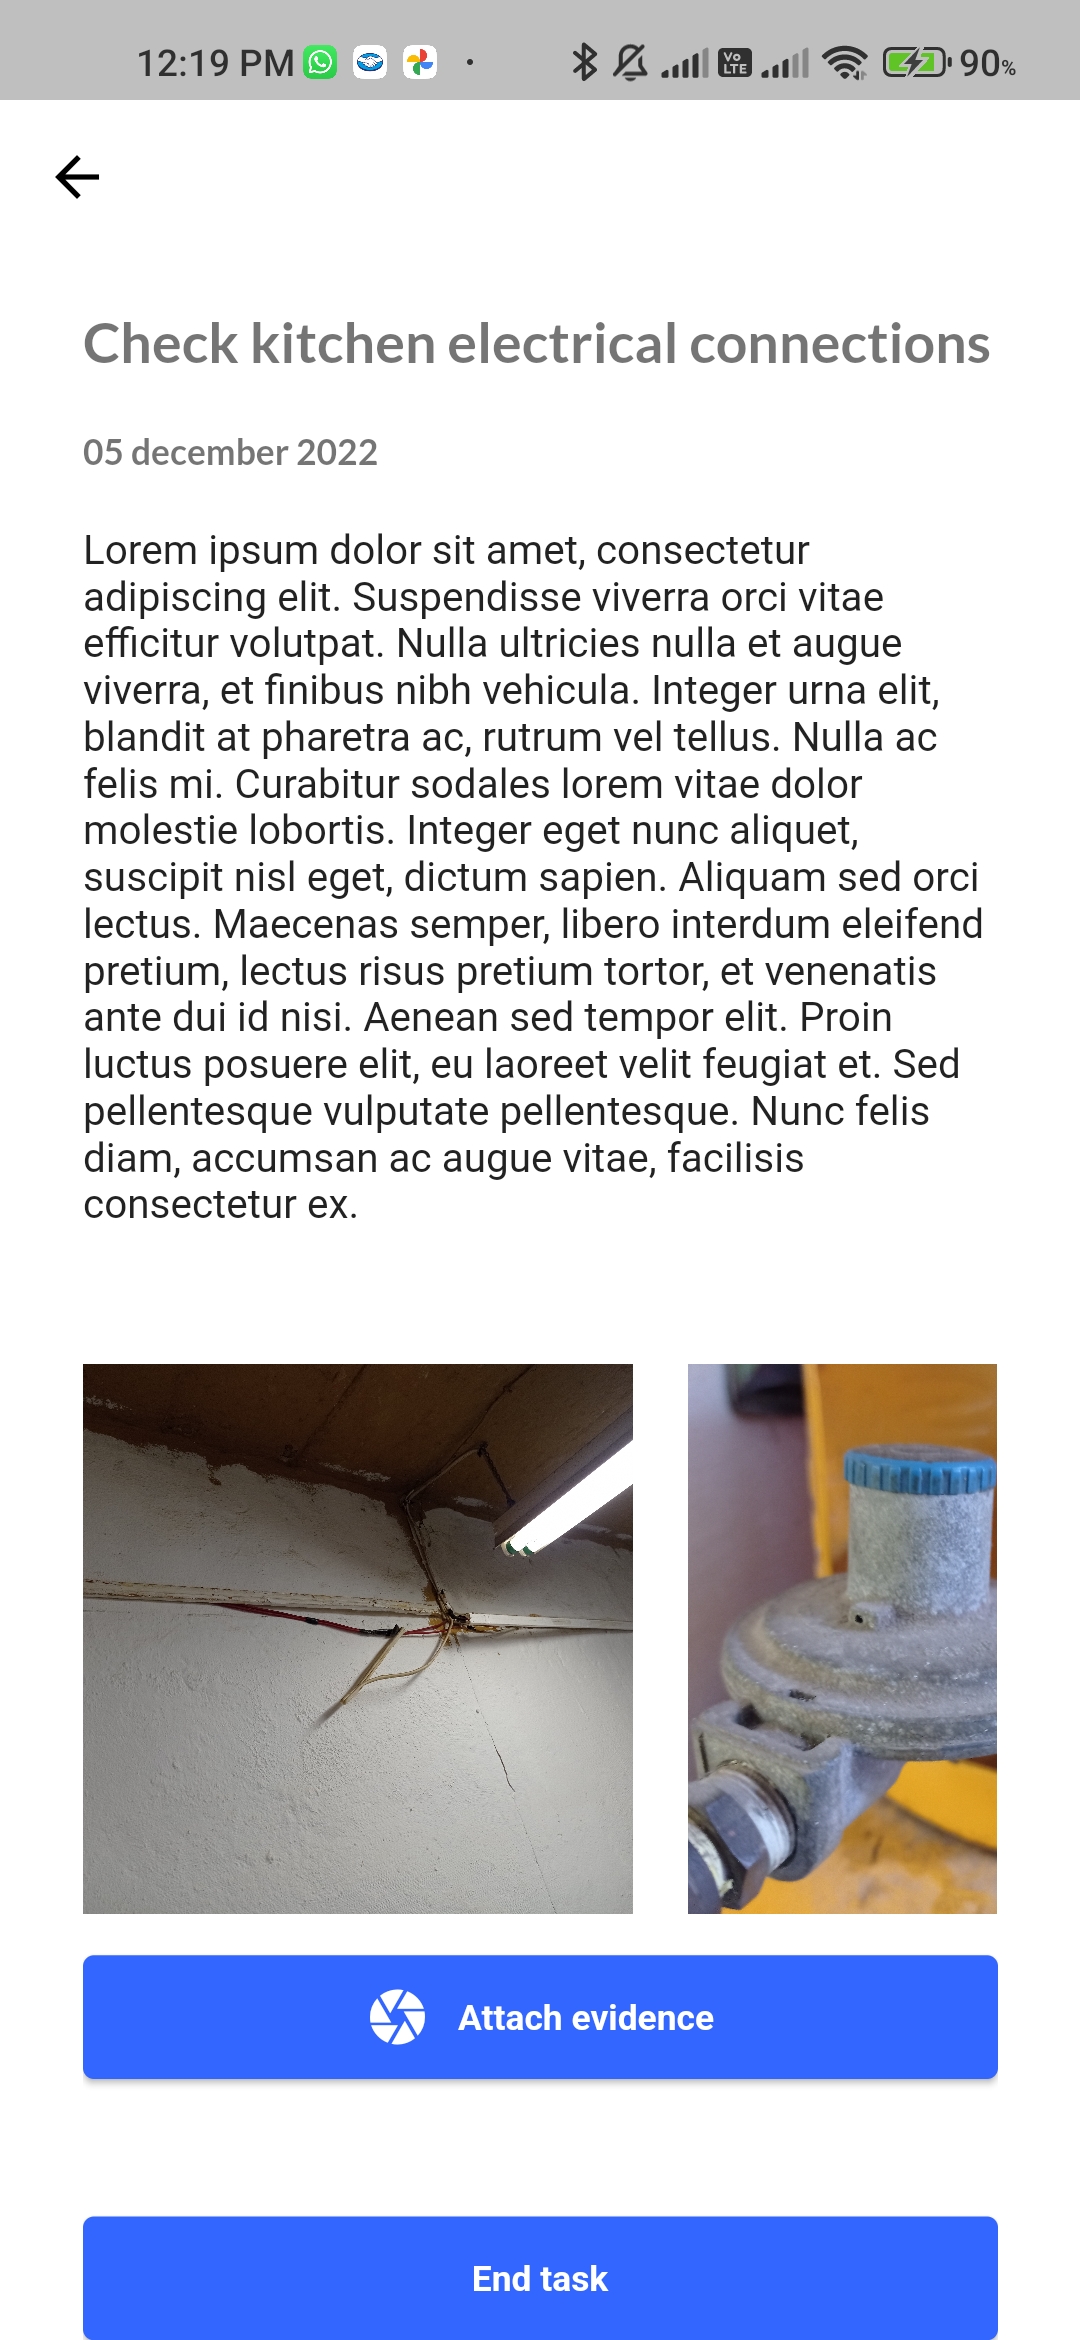 12:19 PM
Vo LTE
90%
Check kitchen electrical connections
05 december 2022
Lorem ipsum dolor sit amet, consectetur
adipiscing elit. Suspendisse viverra orci vitae
efficitur volutpat. Nulla ultricies nulla et augue
viverra, et finibus nibh vehicula. Integer urna elit,
blandit at pharetra ac, rutrum vel tellus. Nulla ac
felis mi. Curabitur sodales lorem vitae dolor
molestie lobortis. Integer eget nunc aliquet,
suscipit nisl eget, dictum sapien. Aliquam sed orci
lectus. Maecenas semper, libero interdum eleifend
pretium, lectus risus pretium tortor, et venenatis
ante dui id nisi. Aenean sed tempor elit. Proin
luctus posuere elit, eu laoreet velit feugiat et. Sed
pellentesque vulputate pellentesque. Nunc felis
diam, accumsan ac augue vitae, facilisis
consectetur ex.
Attach evidence
End task